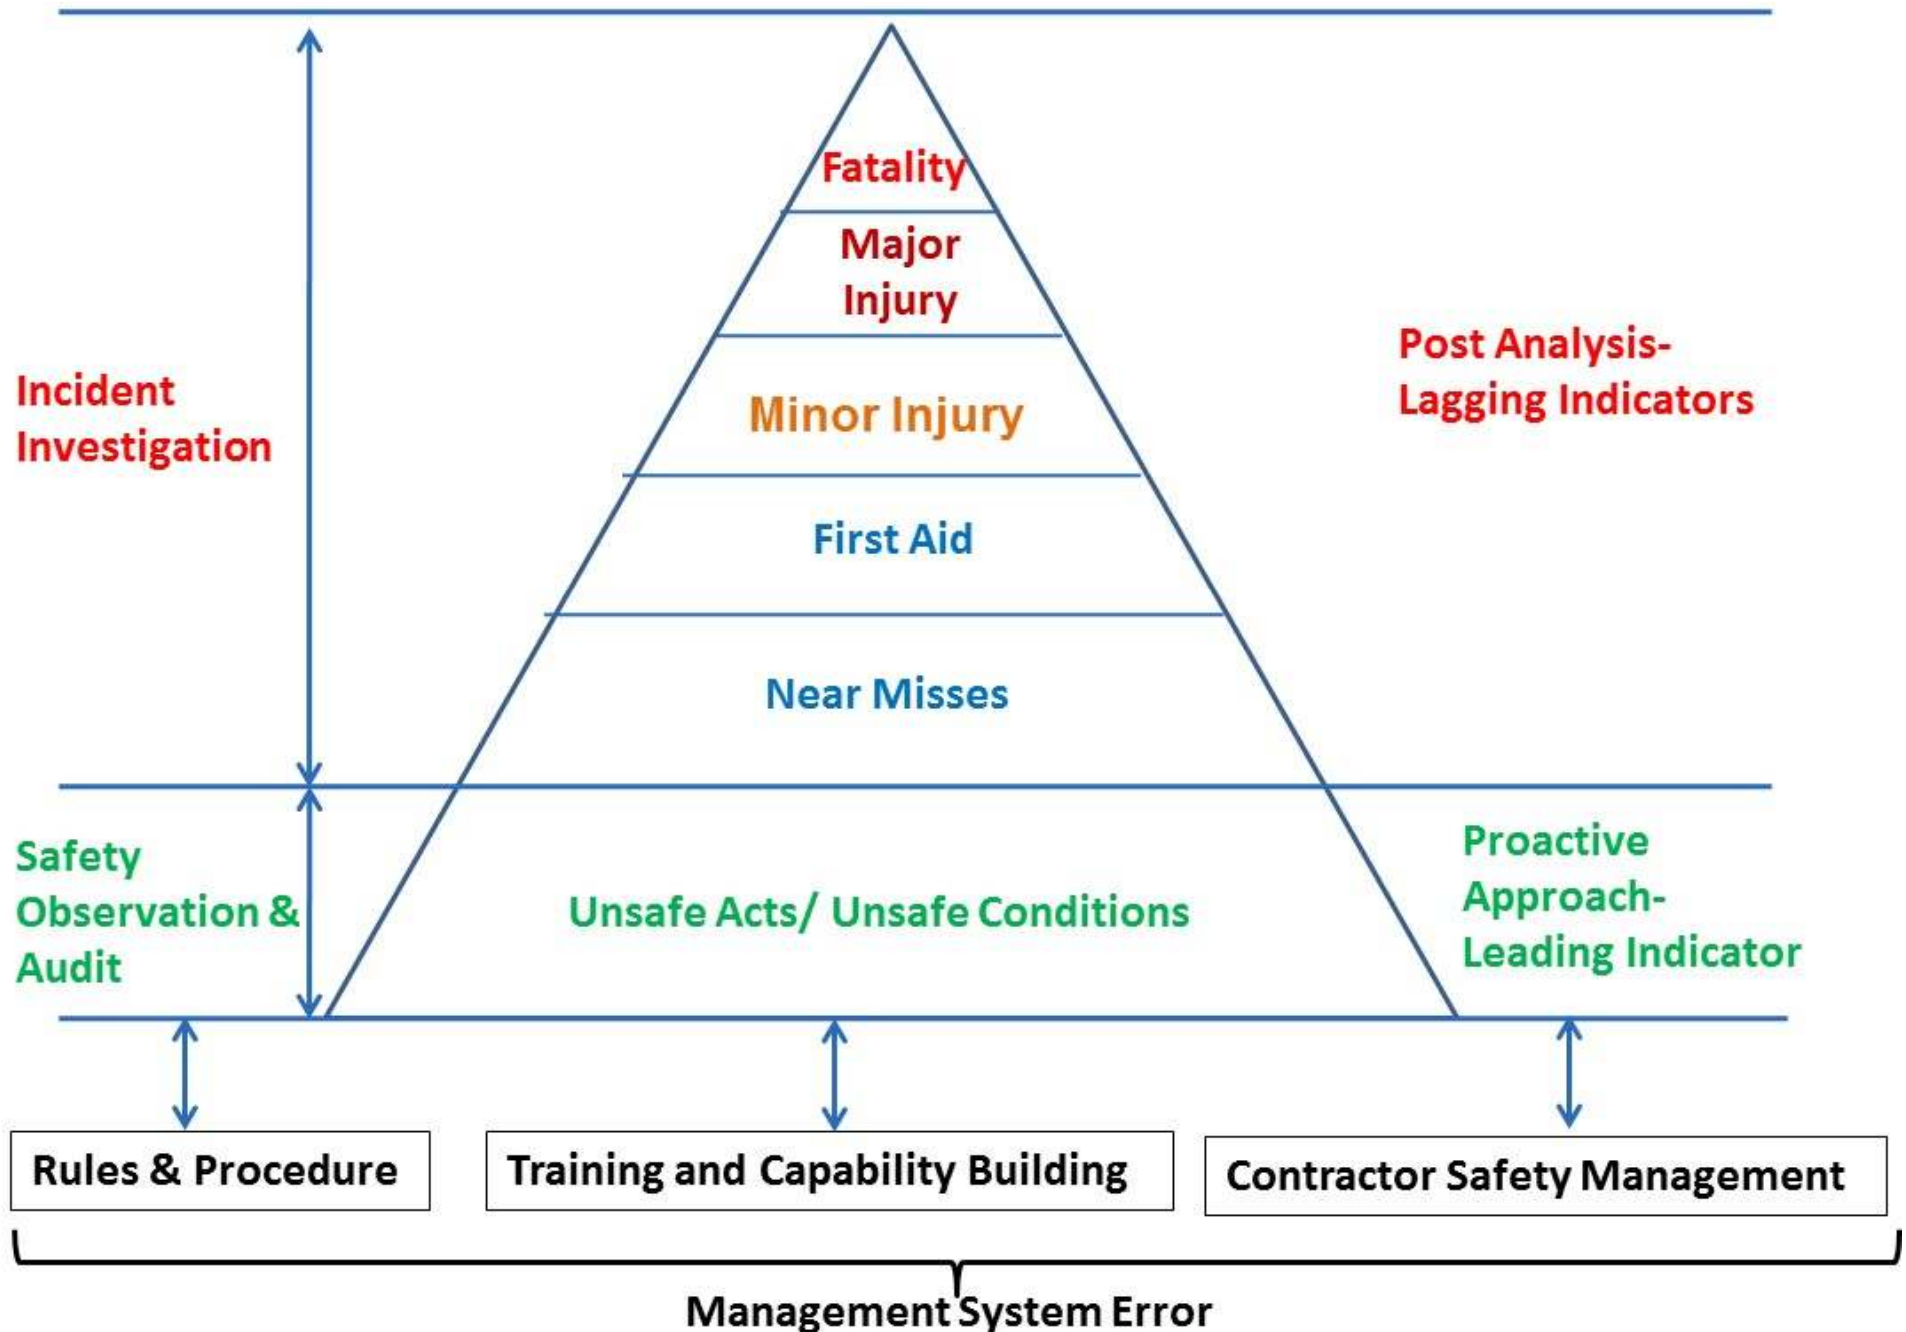 Fatality
Major
Injury
Minor Injury
First Aid
Near Misses
Incident
Investigation
Post Analysis-
Lagging Indicators
Safety
Observation &
Audit
Unsafe Acts/ Unsafe Conditions
Proactive
Approach-
Leading Indicator
Rules & Procedure
Training and Capability Building
Contractor Safety Management
Management System Error